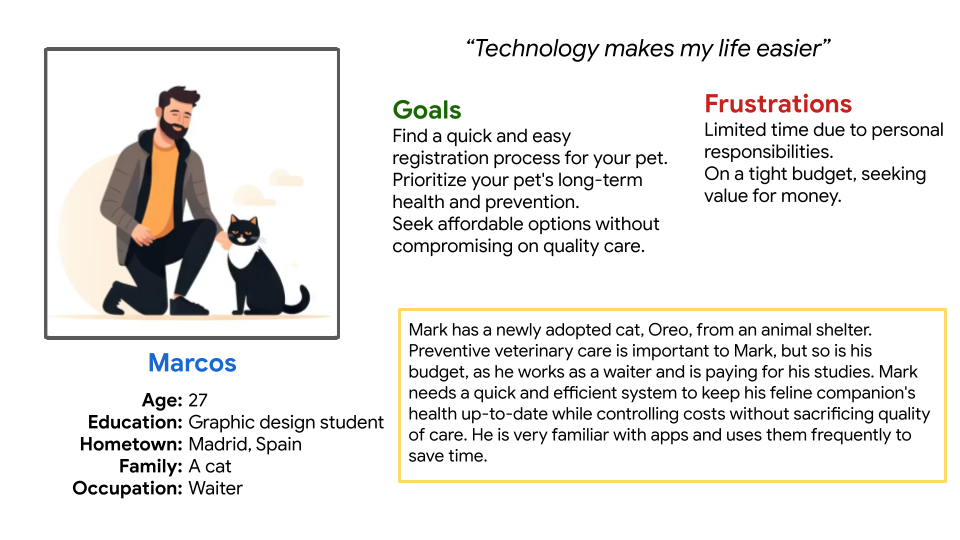 “Technology makes my life easier”
Goals
Find a quick and easy
registration process for your pet.
Prioritize your pet's long-term
health and prevention.
Seek affordable options without
compromising on quality care.
Frustrations
Limited time due to personal
responsibilities.
On a tight budget, seeking
value for money.
Marcos
Age: 27
Education: Graphic design student
Hometown: Madrid, Spain
Family: A cat
Occupation: Waiter
Mark has a newly adopted cat, Oreo, from an animal shelter.
Preventive veterinary care is important to Mark, but so is his
budget, as he works as a waiter and is paying for his studies. Mark
needs a quick and efficient system to keep his feline companion's
health up-to-date while controlling costs without sacrificing quality
of care. He is very familiar with apps and uses them frequently to
save time.